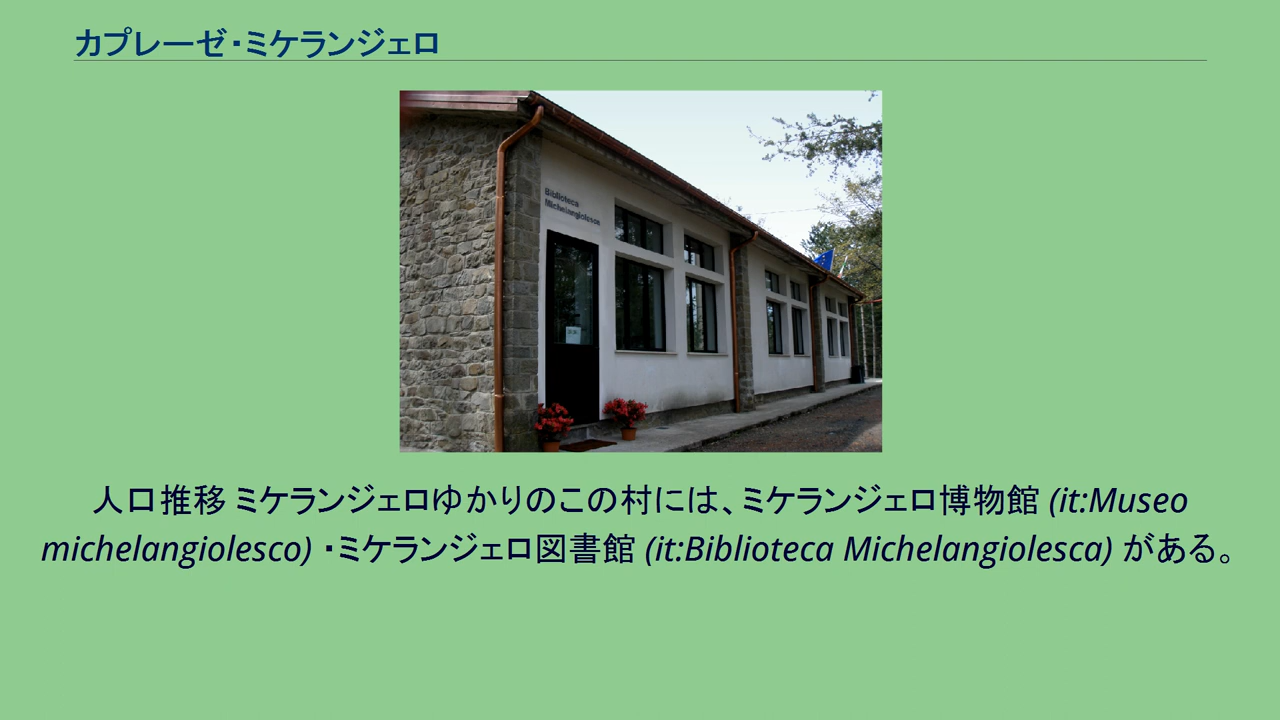 カプレーゼ・ミケランジェロ
Biblioteca
Michelangiolesca
人口推移 ミケランジェロゆかりのこの村には、ミケランジェロ博物館 (it:Museo
michelangiolesco) ・ミケランジェロ図書館 (it:Biblioteca Michelangiolesca) がある。